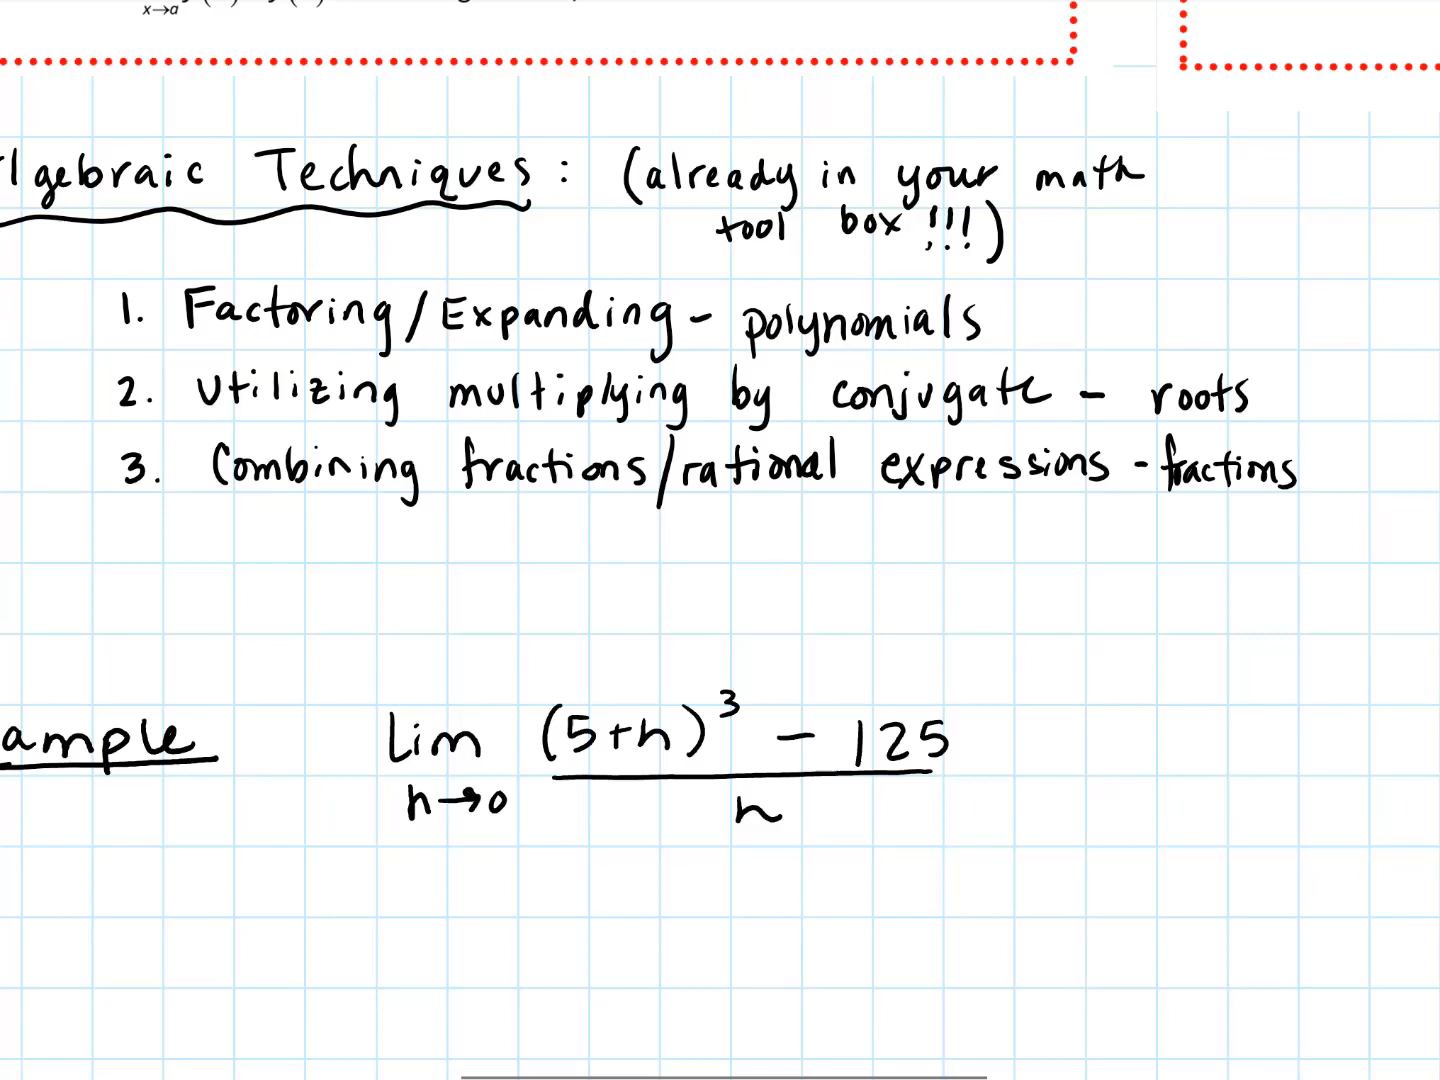 x→a
lgebraic Techniques : (already in your math
tool box !!!)
1. Factoring/Expanding - polynomials
2. Utilizing multiplying by conjugate - roots
3. Combining fractions/rational expressions - fractions
ample lim (5+h)³ - 125
h→0 h